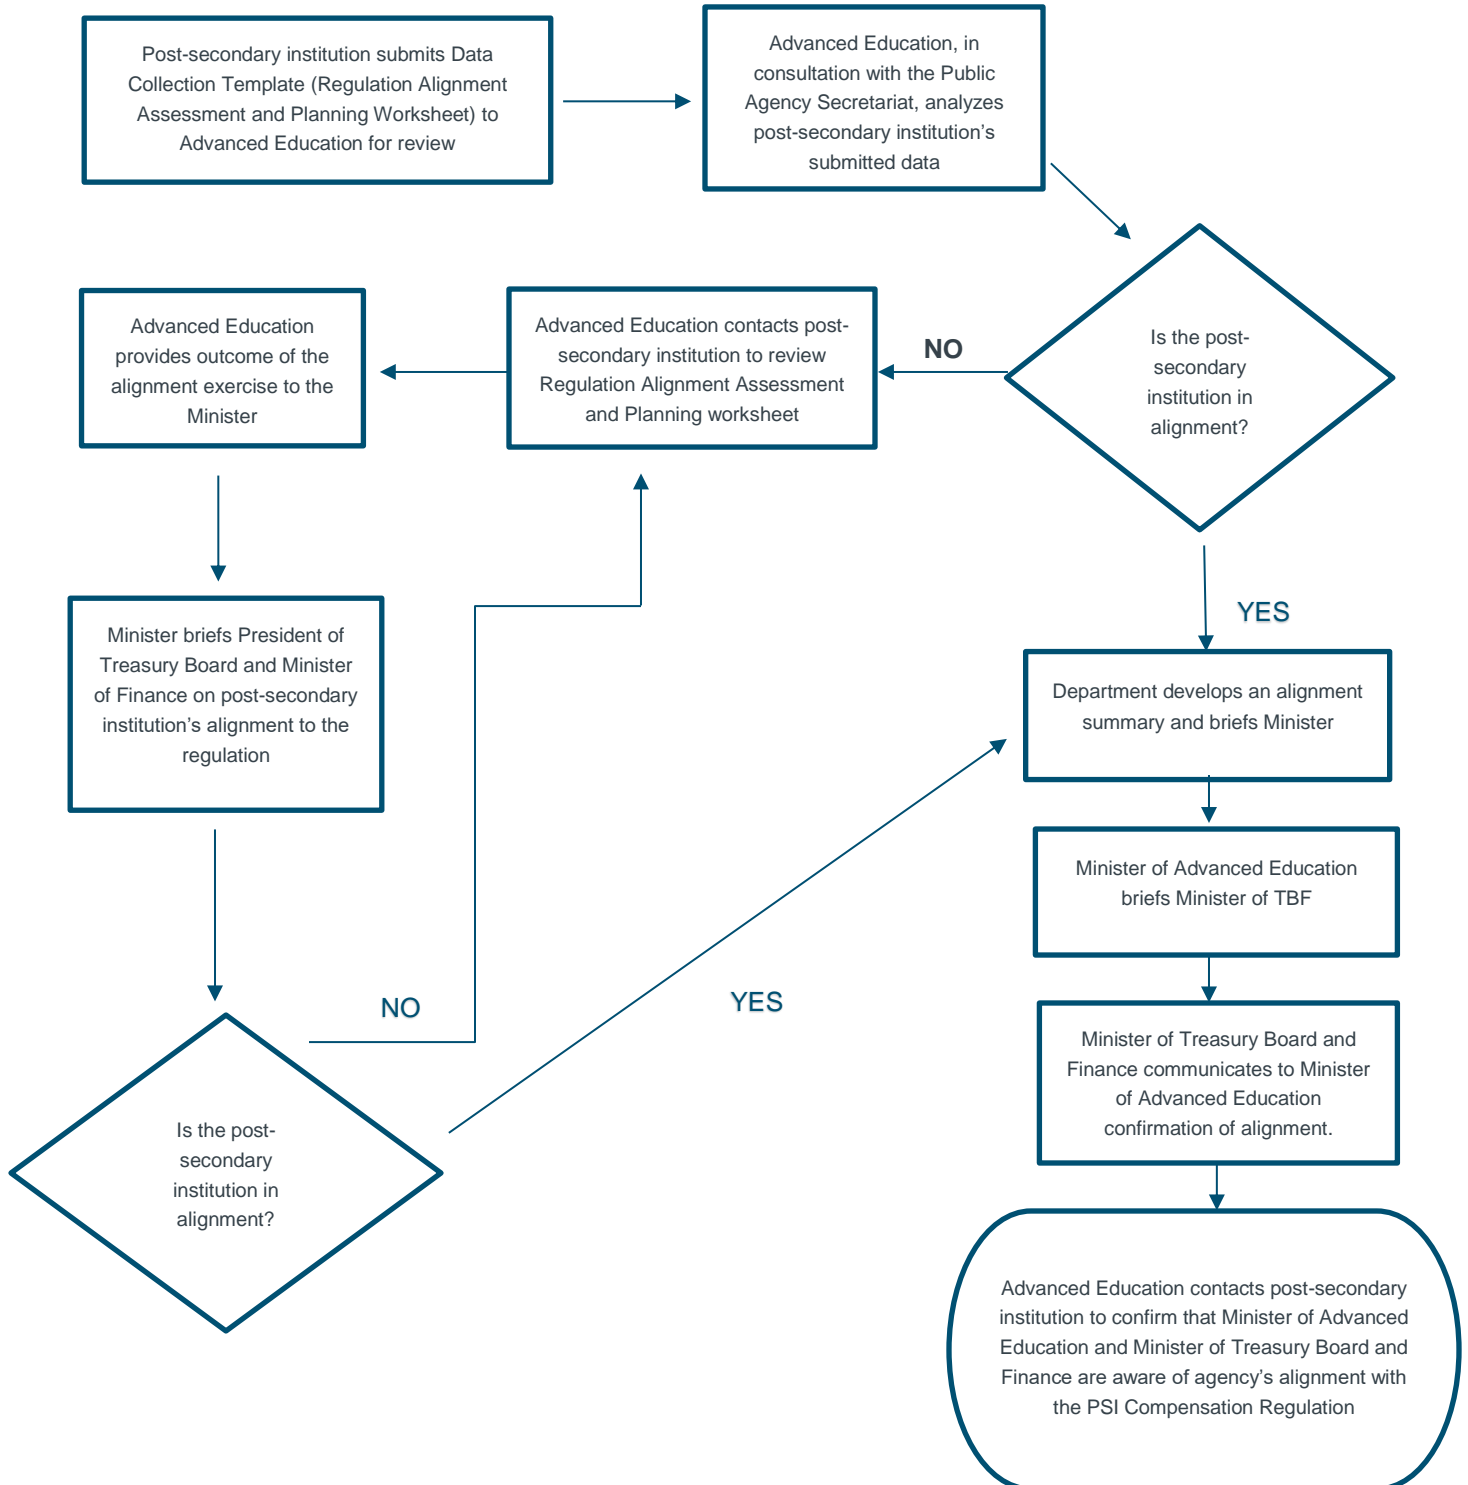 Post-secondary institution submits Data
Collection Template (Regulation Alignment
Assessment and Planning Worksheet) to
Advanced Education for review
Advanced Education, in
consultation with the Public
Agency Secretariat, analyzes
post-secondary institution's
submitted data
Is the post-
secondary
institution in
alignment?
NO
Advanced Education contacts post-
secondary institution to review
Regulation Alignment Assessment
and Planning worksheet
Advanced Education
provides outcome of the
alignment exercise to the
Minister
Minister briefs President of
Treasury Board and Minister
of Finance on post-secondary
institution's alignment to the
regulation
Is the post-
secondary
institution in
alignment?
NO
YES
YES
Department develops an alignment
summary and briefs Minister
Minister of Advanced Education
briefs Minister of TBF
Minister of Treasury Board and
Finance communicates to Minister
of Advanced Education
confirmation of alignment.
Advanced Education contacts post-secondary
institution to confirm that Minister of Advanced
Education and Minister of Treasury Board and
Finance are aware of agency's alignment with
the PSI Compensation Regulation